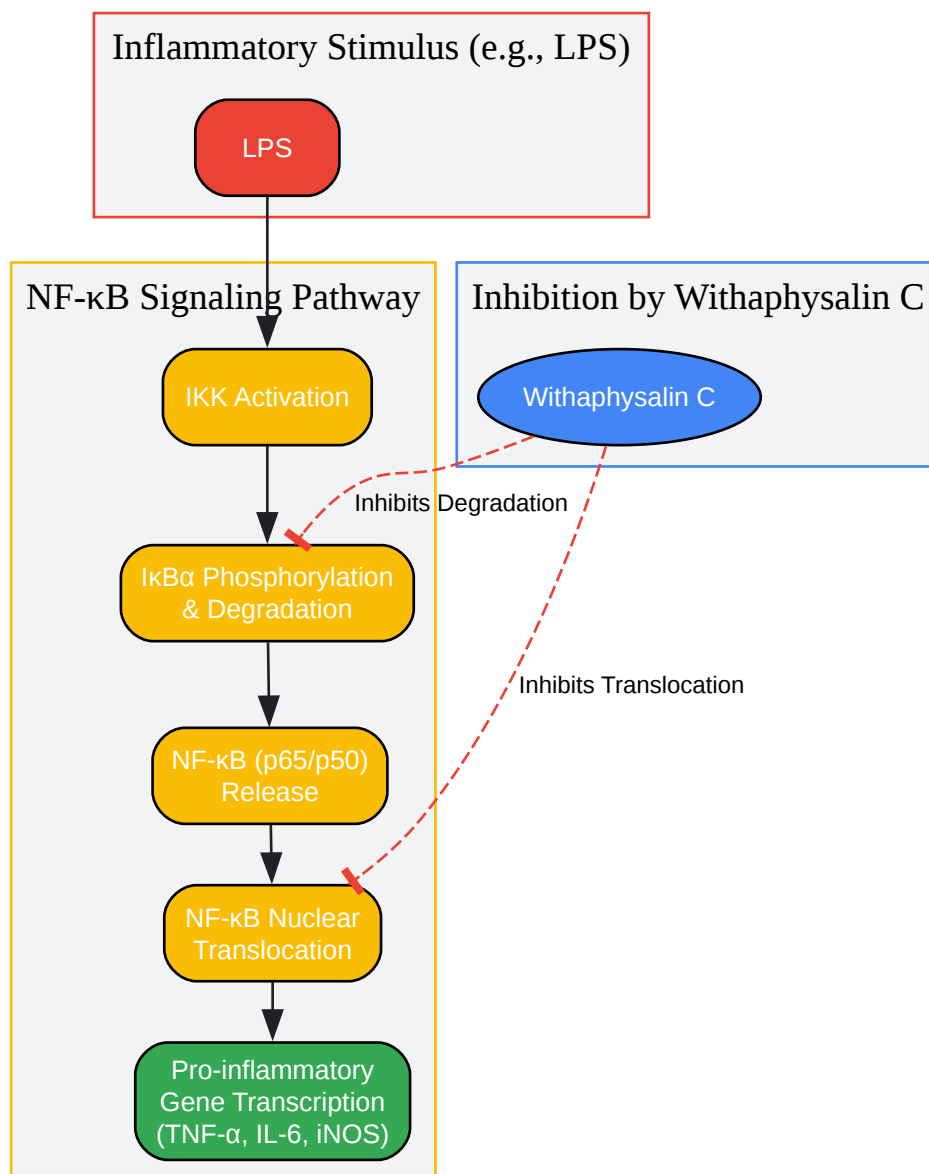 Inflammatory Stimulus (e.g., LPS)
LPS
NF-κB Signaling Pathway
Inhibition by Withaphysalin C
IKK Activation
Withaphysalin C
Inhibits Degradation
IκBα Phosphorylation
& Degradation
Inhibits Translocation
NF-κB (p65/p50)
Release
NF-κB Nuclear
Translocation
Pro-inflammatory
Gene Transcription
(TNF-α, IL-6, iNOS)